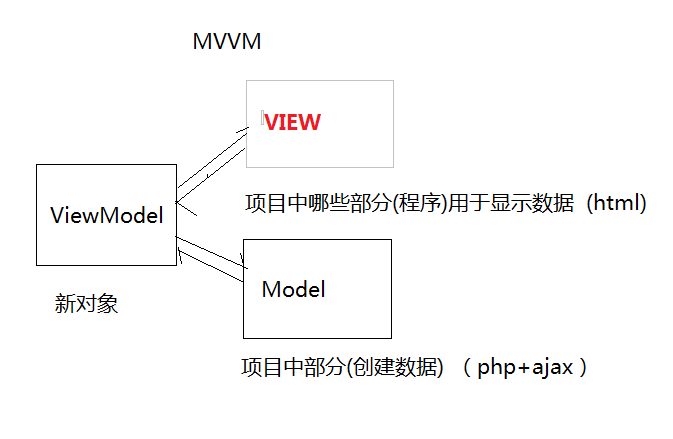 MVVM
VIEW
项目中哪些部分(程序)用于显示数据 (html)
ViewModel
新对象
Model
项目中部分(创建数据) （php+ajax）